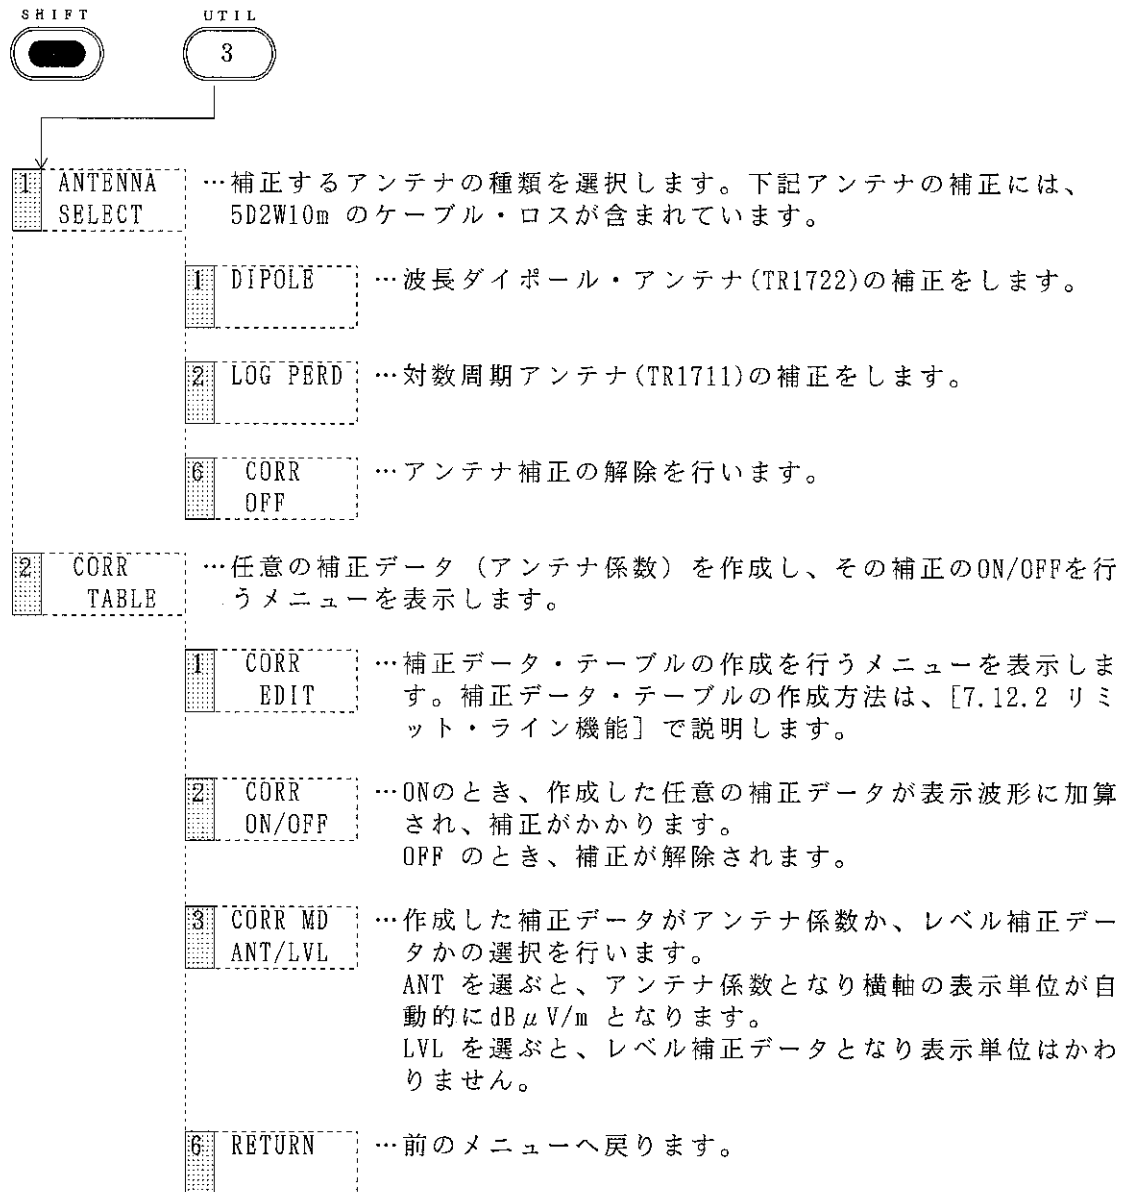 SHIFT UTIL
3
1 ANTENNA SELECT …補正するアンテナの種類を選択します。下記アンテナの補正には、
5D2W10m のケーブル・ロスが含まれています。
1 DIPOLE …波長ダイポール・アンテナ(TR1722)の補正をします。
2 LOG PERD …対数周期アンテナ(TR1711)の補正をします。
6 CORR OFF …アンテナ補正の解除を行います。
2 CORR TABLE …任意の補正データ（アンテナ係数）を作成し、その補正のON/OFFを行
うメニューを表示します。
1 CORR EDIT …補正データ・テーブルの作成を行うメニューを表示しま
す。補正データ・テーブルの作成方法は、[7.12.2 リミ
ット・ライン機能］で説明します。
2 CORR ON/OFF …ONのとき、作成した任意の補正データが表示波形に加算
され、補正がかかります。
OFF のとき、補正が解除されます。
3 CORR MD ANT/LVL …作成した補正データがアンテナ係数か、レベル補正デー
タかの選択を行います。
ANT を選ぶと、アンテナ係数となり横軸の表示単位が自
動的にdBμV/m となります。
LVL を選ぶと、レベル補正データとなり表示単位はかわ
りません。
6 RETURN …前のメニューへ戻ります。